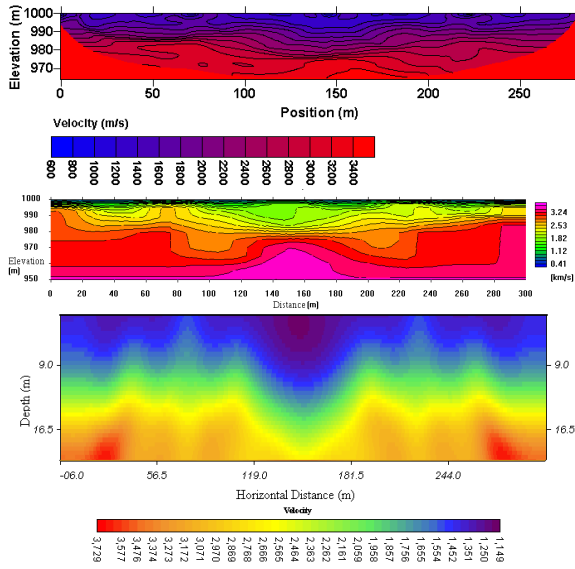 1000
990
980
970
Elevation (m)
0 50 100 150 200 250
Position (m)
Velocity (m/s)
600 800 1000 1200 1400 1600 1800 2000 2200 2400 2600 2800 3000 3200 3400
1000
990
980
970
960
950
Elevation
(m)
0 20 40 60 80 100 120 140 160 180 200 220 240 260 280 300
Distance (m)
3.24
2.53
1.82
1.12
0.41
[km/s]
Depth (m)
9.0 9.0
16.5 16.5
-06.0 56.5 119.0 181.5 244.0
Horizontal Distance (m)
Velocity
3,729 3,577 3,476 3,374 3,273 3,172 3,071 2,970 2,869 2,768 2,666 2,565 2,464 2,363 2,262 2,161 2,059 1,958 1,857 1,756 1,655 1,554 1,452 1,351 1,250 1,149